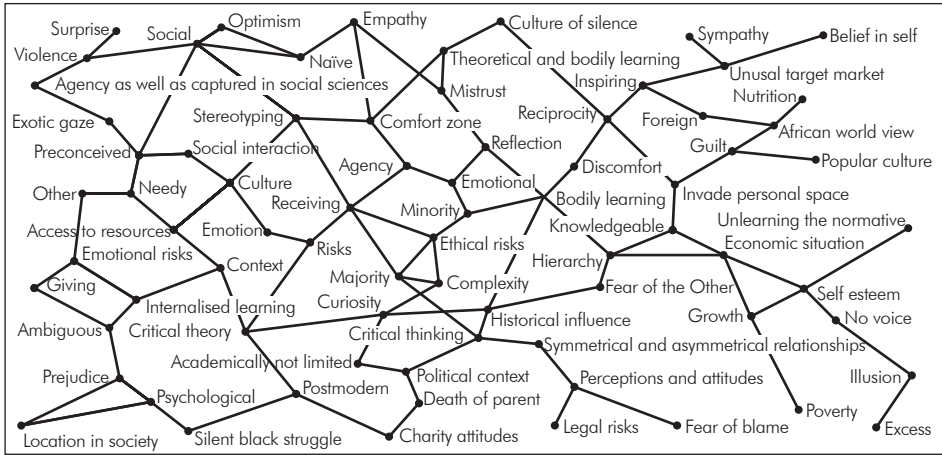 Surprise
Social
Optimism
Empathy
Culture of silence
Sympathy
Belief in self
Violence
Naïve
Theoretical and bodily learning
Inspiring
Unusal target market
Agency as well as captured in social sciences
Mistrust
Nutrition
Exotic gaze
Stereotyping
Comfort zone
Reciprocity
Foreign
African world view
Preconceived
Social interaction
Reflection
Guilt
Popular culture
Agency
Discomfort
Other
Needy
Culture
Emotional
Bodily learning
Invade personal space
Receiving
Minority
Unlearning the normative
Access to resources
Emotion
Knowledgeable
Emotional risks
Risks
Ethical risks
Hierarchy
Economic situation
Context
Majority
Giving
Complexity
Fear of the Other
Self esteem
Internalised learning
Curiosity
Ambiguous
Critical theory
Critical thinking
Historical influence
Growth
No voice
Symmetrical and asymmetrical relationships
Academically not limited
Prejudice
Political context
Perceptions and attitudes
Illusion
Psychological
Postmodern
Death of parent
Poverty
Location in society
Silent black struggle
Charity attitudes
Legal risks
Fear of blame
Excess